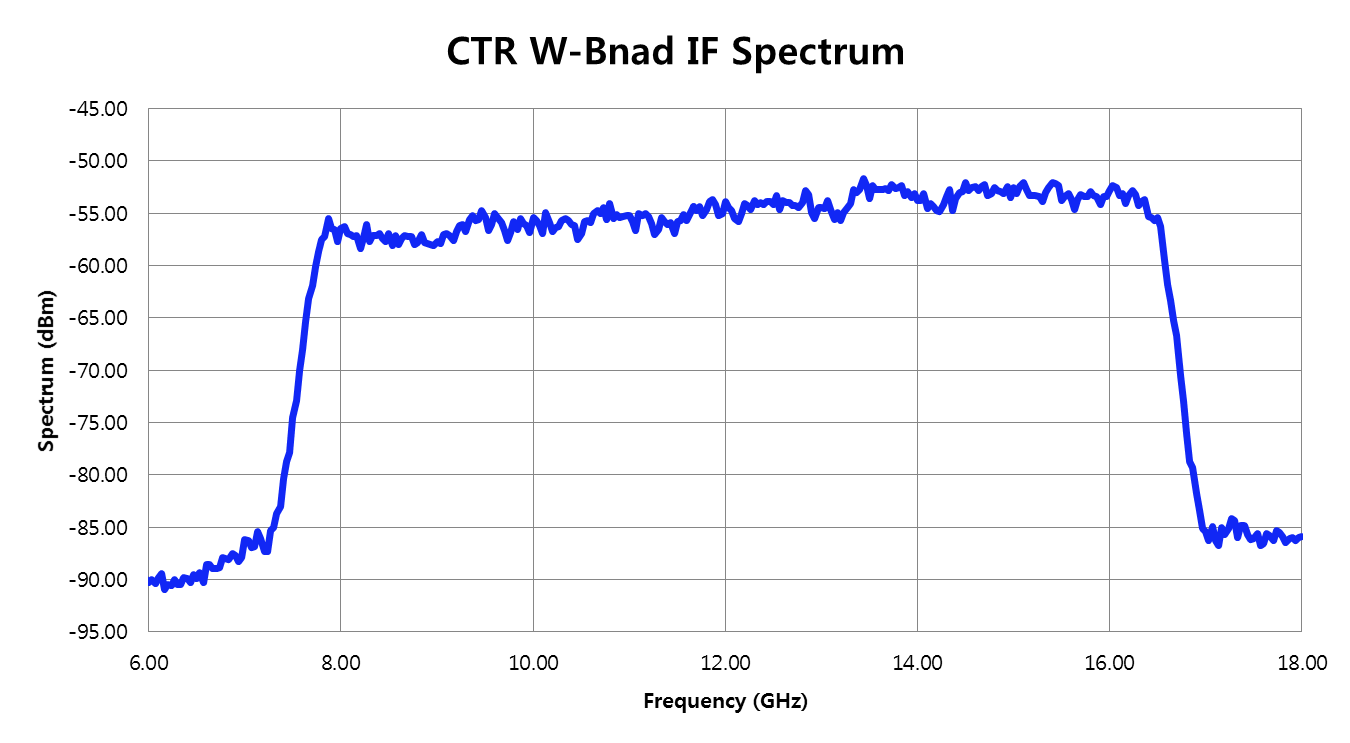 CTR W-Bnad IF Spectrum
-45.00
-50.00
-55.00
-60.00
-65.00
-70.00
-75.00
-80.00
-85.00
-90.00
-95.00
Spectrum (dBm)
6.00 8.00 10.00 12.00 14.00 16.00 18.00
Frequency (GHz)